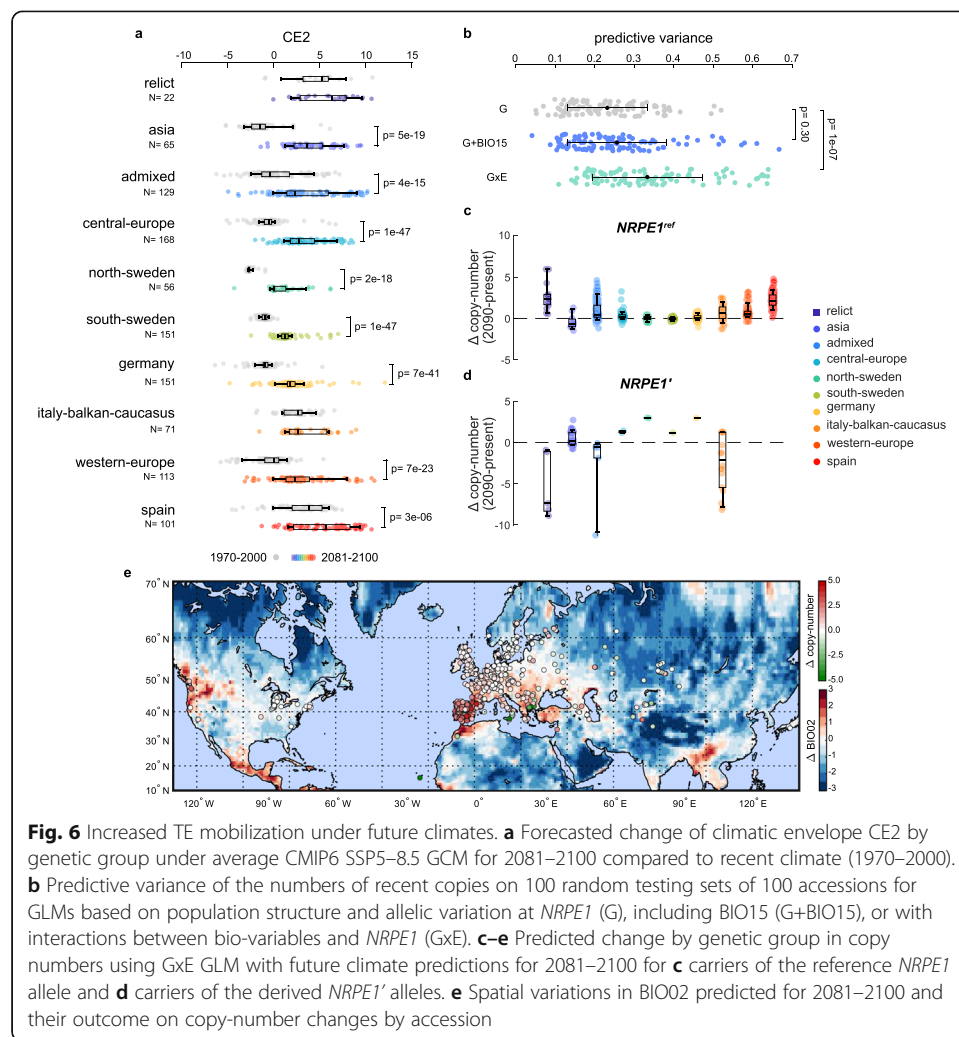 a
CE2
-10 -5 0 5 10 15
relict
N= 22
asia
N= 65
p= 5e-19
admixed
N= 129
p= 4e-15
central-europe
N= 168
p= 1e-47
north-sweden
N= 56
p= 2e-18
south-sweden
N= 151
p= 1e-47
germany
N= 151
p= 7e-41
italy-balkan-caucasus
N= 71
western-europe
N= 113
p= 7e-23
spain
N= 101
p= 3e-06
1970-2000 2081-2100
b
predictive variance
0 0.1 0.2 0.3 0.4 0.5 0.6 0.7
G
G+BIO15
GxE
p= 0.30
p= 1e-07
c
NRPE1ref
Δ copy-number
(2090-present)
10
5
0
-5
d
NRPE1'
Δ copy-number
(2090-present)
5
0
-5
-10
relict
asia
admixed
central-europe
north-sweden
south-sweden
germany
italy-balkan-caucasus
western-europe
spain
e
70° N
60° N
50° N
40° N
30° N
20° N
10° N
120° W 90° W 60° W 30° W 0° 30° E 60° E 90° E 120° E
5.0
2.5
0
-2.5
-5.0
Δ copy-number
3
2
1
0
-1
-2
-3
Δ BIO02
Fig. 6 Increased TE mobilization under future climates. a Forecasted change of climatic envelope CE2 by
genetic group under average CMIP6 SSP5–8.5 GCM for 2081–2100 compared to recent climate (1970–2000).
b Predictive variance of the numbers of recent copies on 100 random testing sets of 100 accessions for
GLMs based on population structure and allelic variation at NRPE1 (G), including BIO15 (G+BIO15), or with
interactions between bio-variables and NRPE1 (GxE). c–e Predicted change by genetic group in copy
numbers using GxE GLM with future climate predictions for 2081–2100 for c carriers of the reference NRPE1
allele and d carriers of the derived NRPE1′ alleles. e Spatial variations in BIO02 predicted for 2081–2100 and
their outcome on copy-number changes by accession